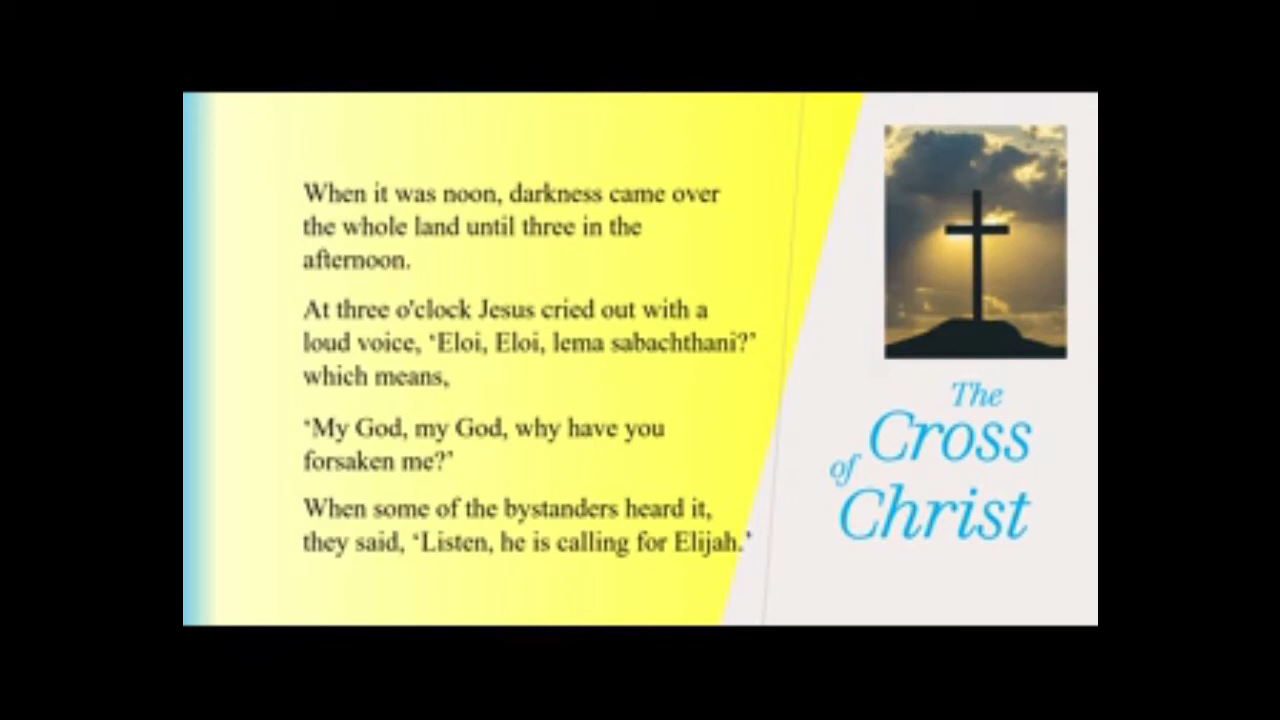 When it was noon, darkness came over
the whole land until three in the
afternoon.
At three o'clock Jesus cried out with a
loud voice, ‘Eloi, Eloi, lema sabachthani?’
which means,
‘My God, my God, why have you
forsaken me?’
When some of the bystanders heard it,
they said, ‘Listen, he is calling for Elijah.’
The
Cross
of
Christ